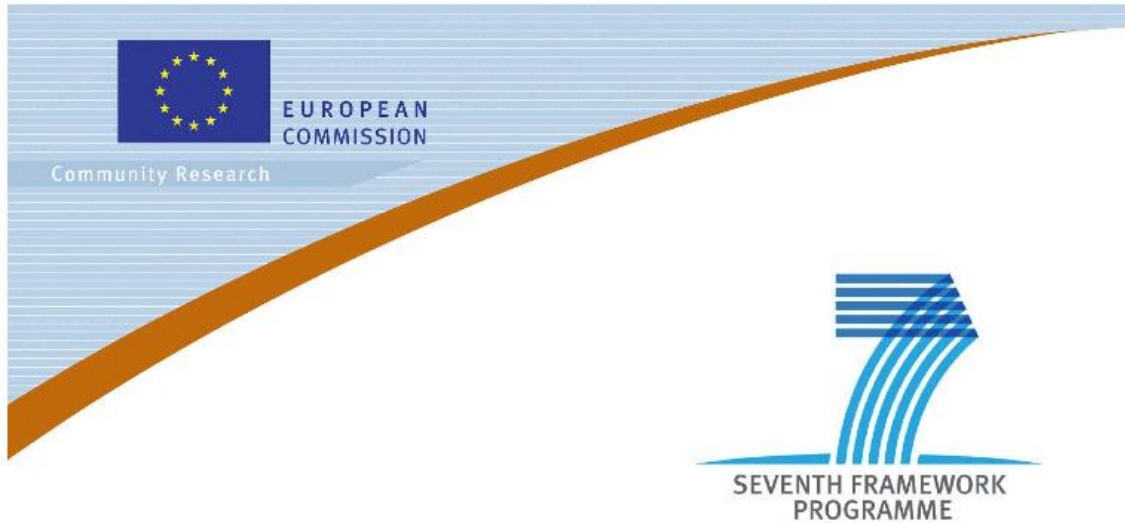 EUROPEAN
COMMISSION
Community Research
SEVENTH FRAMEWORK
PROGRAMME